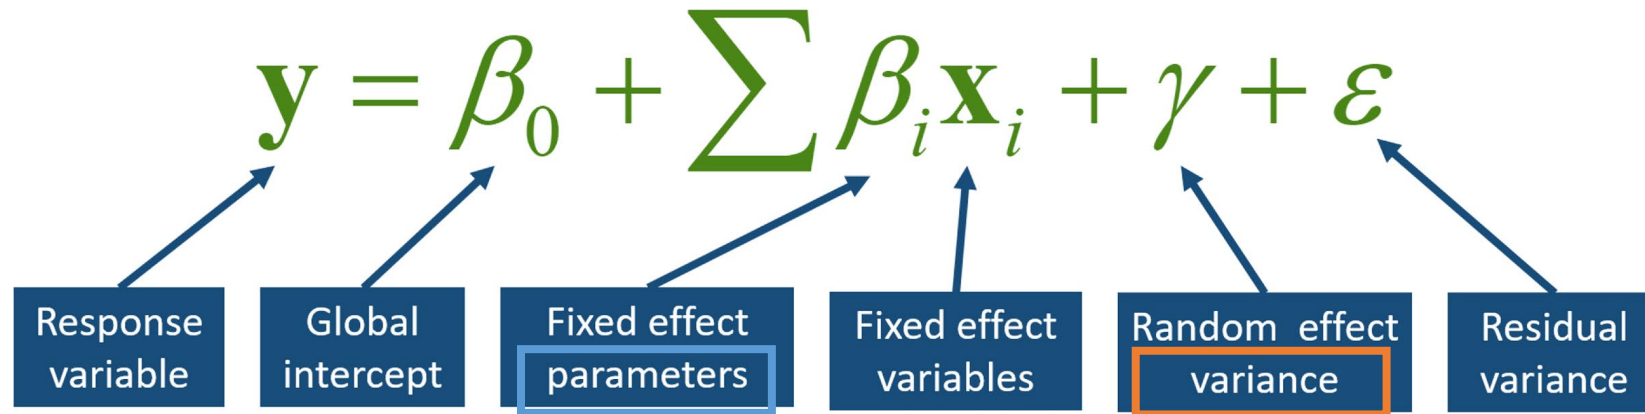 y = β₀ + ∑ βᵢxᵢ + γ + ε
Response variable
Global intercept
Fixed effect parameters
Fixed effect variables
Random effect variance
Residual variance